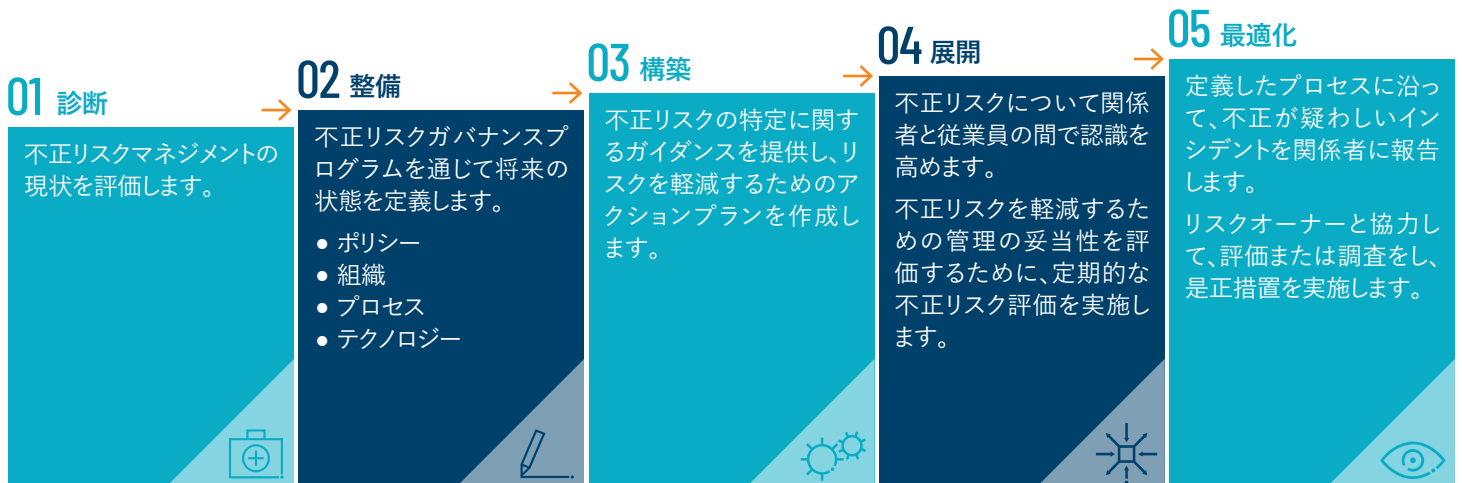 01 診断
不正リスクマネジメントの
現状を評価します。
02 整備
不正リスクガバナンスプ
ログラムを通じて将来の
状態を定義します。
● ポリシー
● 組織
● プロセス
● テクノロジー
03 構築
不正リスクの特定に関す
るガイダンスを提供し、リ
スクを軽減するためのア
クションプランを作成し
ます。
04 展開
不正リスクについて関係
者と従業員の間で認識を
高めます。
不正リスクを軽減するた
めの管理の妥当性を評
価するために、定期的な
不正リスク評価を実施し
ます。
05 最適化
定義したプロセスに沿っ
て、不正が疑わしいイン
シデントを関係者に報告
します。
リスクオーナーと協力し
て、評価または調査をし、
是正措置を実施します。